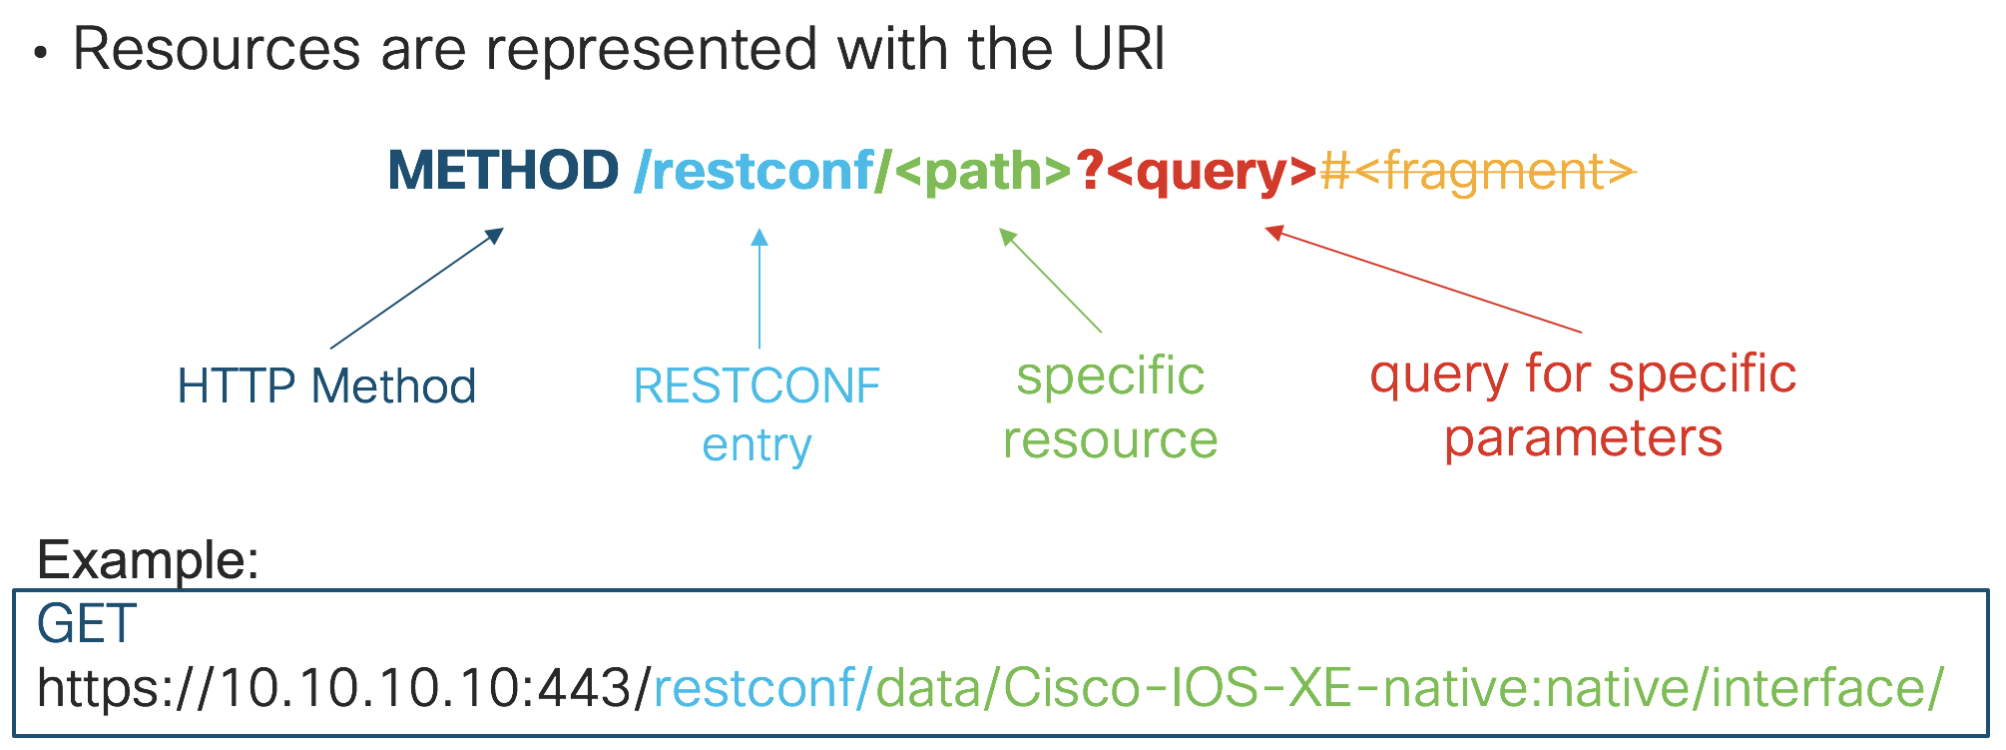 • Resources are represented with the URI
METHOD /restconf/<path>?<query>#<fragment>
HTTP Method
RESTCONF
entry
specific
resource
query for specific
parameters
Example:
GET
https://10.10.10.10:443/restconf/data/Cisco-IOS-XE-native:native/interface/